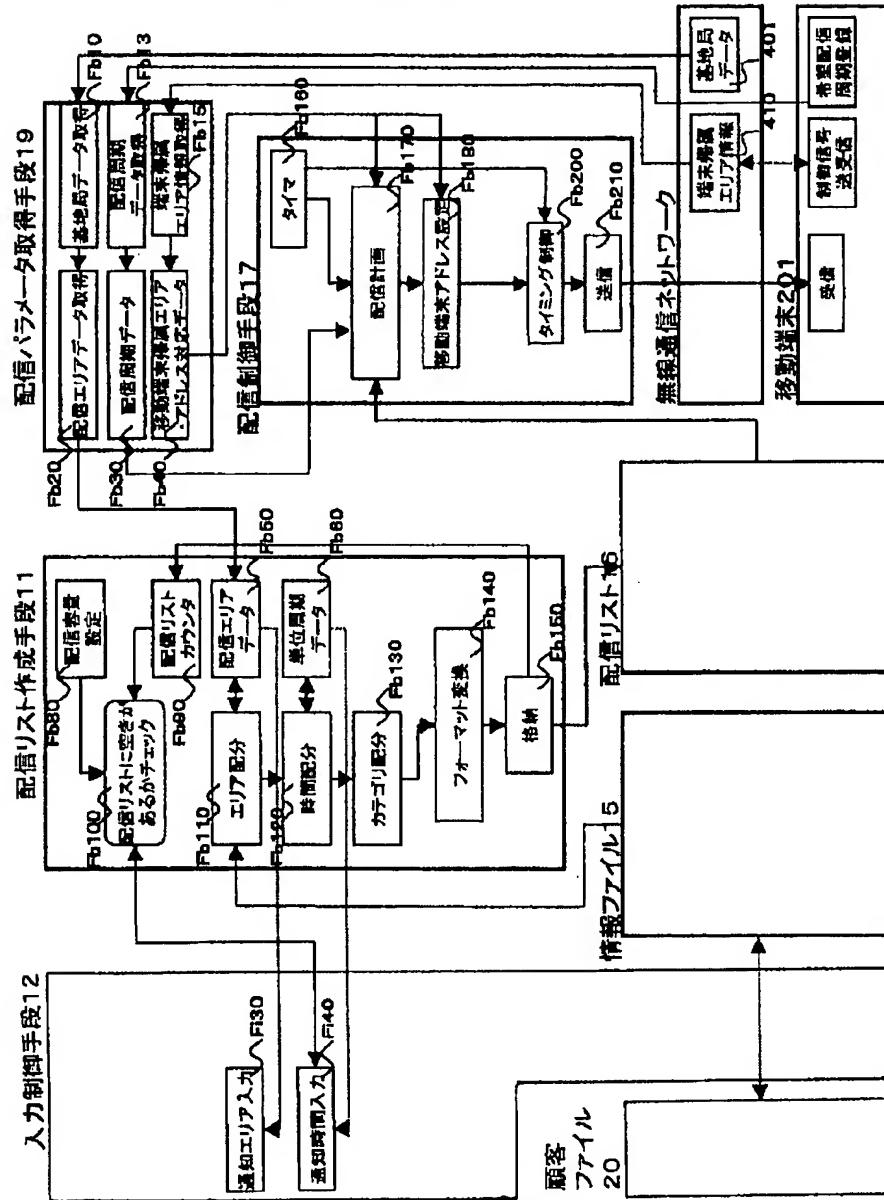 入力制御手段12
通知エリア入力
Fi30
通知時間入力
Fi40
顧客
ファイル
20
配信リスト作成手段11
配信容量
設定
Fb80
配信リスト
カウンタ
Fb90
Fb100
配信リストに空きが
あるかチェック
Fb110
エリア配分
配信エリア
データ
Fb50
Fb120
時間配分
単位周期
データ
Fb60
カテゴリ配分
Fb130
フォーマット変換
Fb140
格納
Fb150
情報ファイル15
配信リスト16
配信パラメータ取得手段19
配信エリアデータ取得
基地局データ取得
Fb10
Fb20
配信周期データ
配信周期
データ取得
Fb13
Fb30
移動端末帰属エリア
・アドレス対応データ
端末帰属
エリア情報取得
Fb15
Fb40
配信制御手段17
タイマ
Fb160
配信計画
Fb170
移動端末アドレス設定
Fb180
タイミング制御
Fb200
送信
Fb210
無線通信ネットワーク
端末帰属
エリア情報
410
基地局
データ
401
移動端末201
受信
制御信号
送受信
希望配信
周期登録